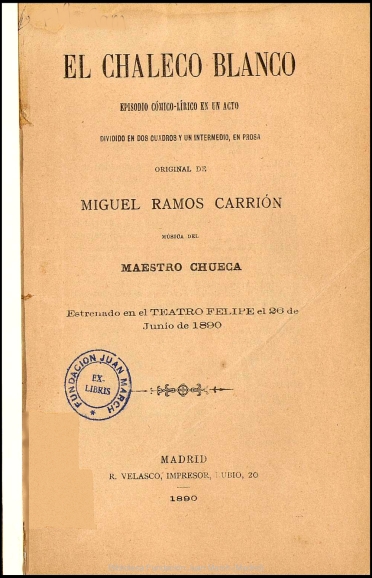 EL CHALECO BLANCO
EPISODIO CÓMICO-LÍRICO EN UN ACTO
DIVIDIDO EN DOS CUADROS Y UN INTERMEDIO, EN PROSA
ORIGINAL DE
MIGUEL RAMOS CARRIÓN
MÚSICA DEL
MAESTRO CHUECA
Estrenado en el TEATRO FELIPE el 26 de
Junio de 1890
FUNDACION JUAN MARCH
EX-
LIBRIS
MADRID
R. VELASCO, IMPRESOR, UBIO, 20
1890